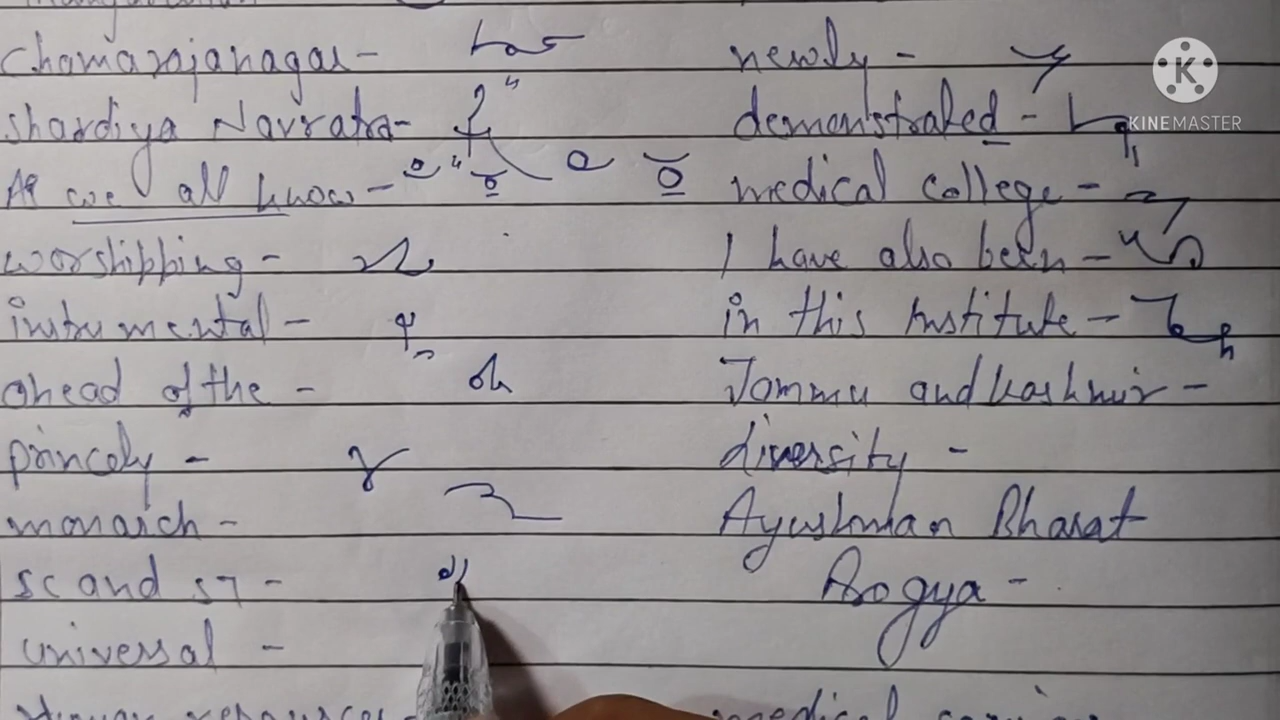 Chamarajanagar -
Shardiya Navratra -
As we all know -
worshipping -
instrumental -
ahead of the -
princely -
monarch -
SC and ST -
universal -
newly -
demonstrated -
medical college -
I have also been -
in this Institute -
Jammu and Kashmir -
diversity -
Ayushman Bharat
Arogya -
K
KINEMASTER